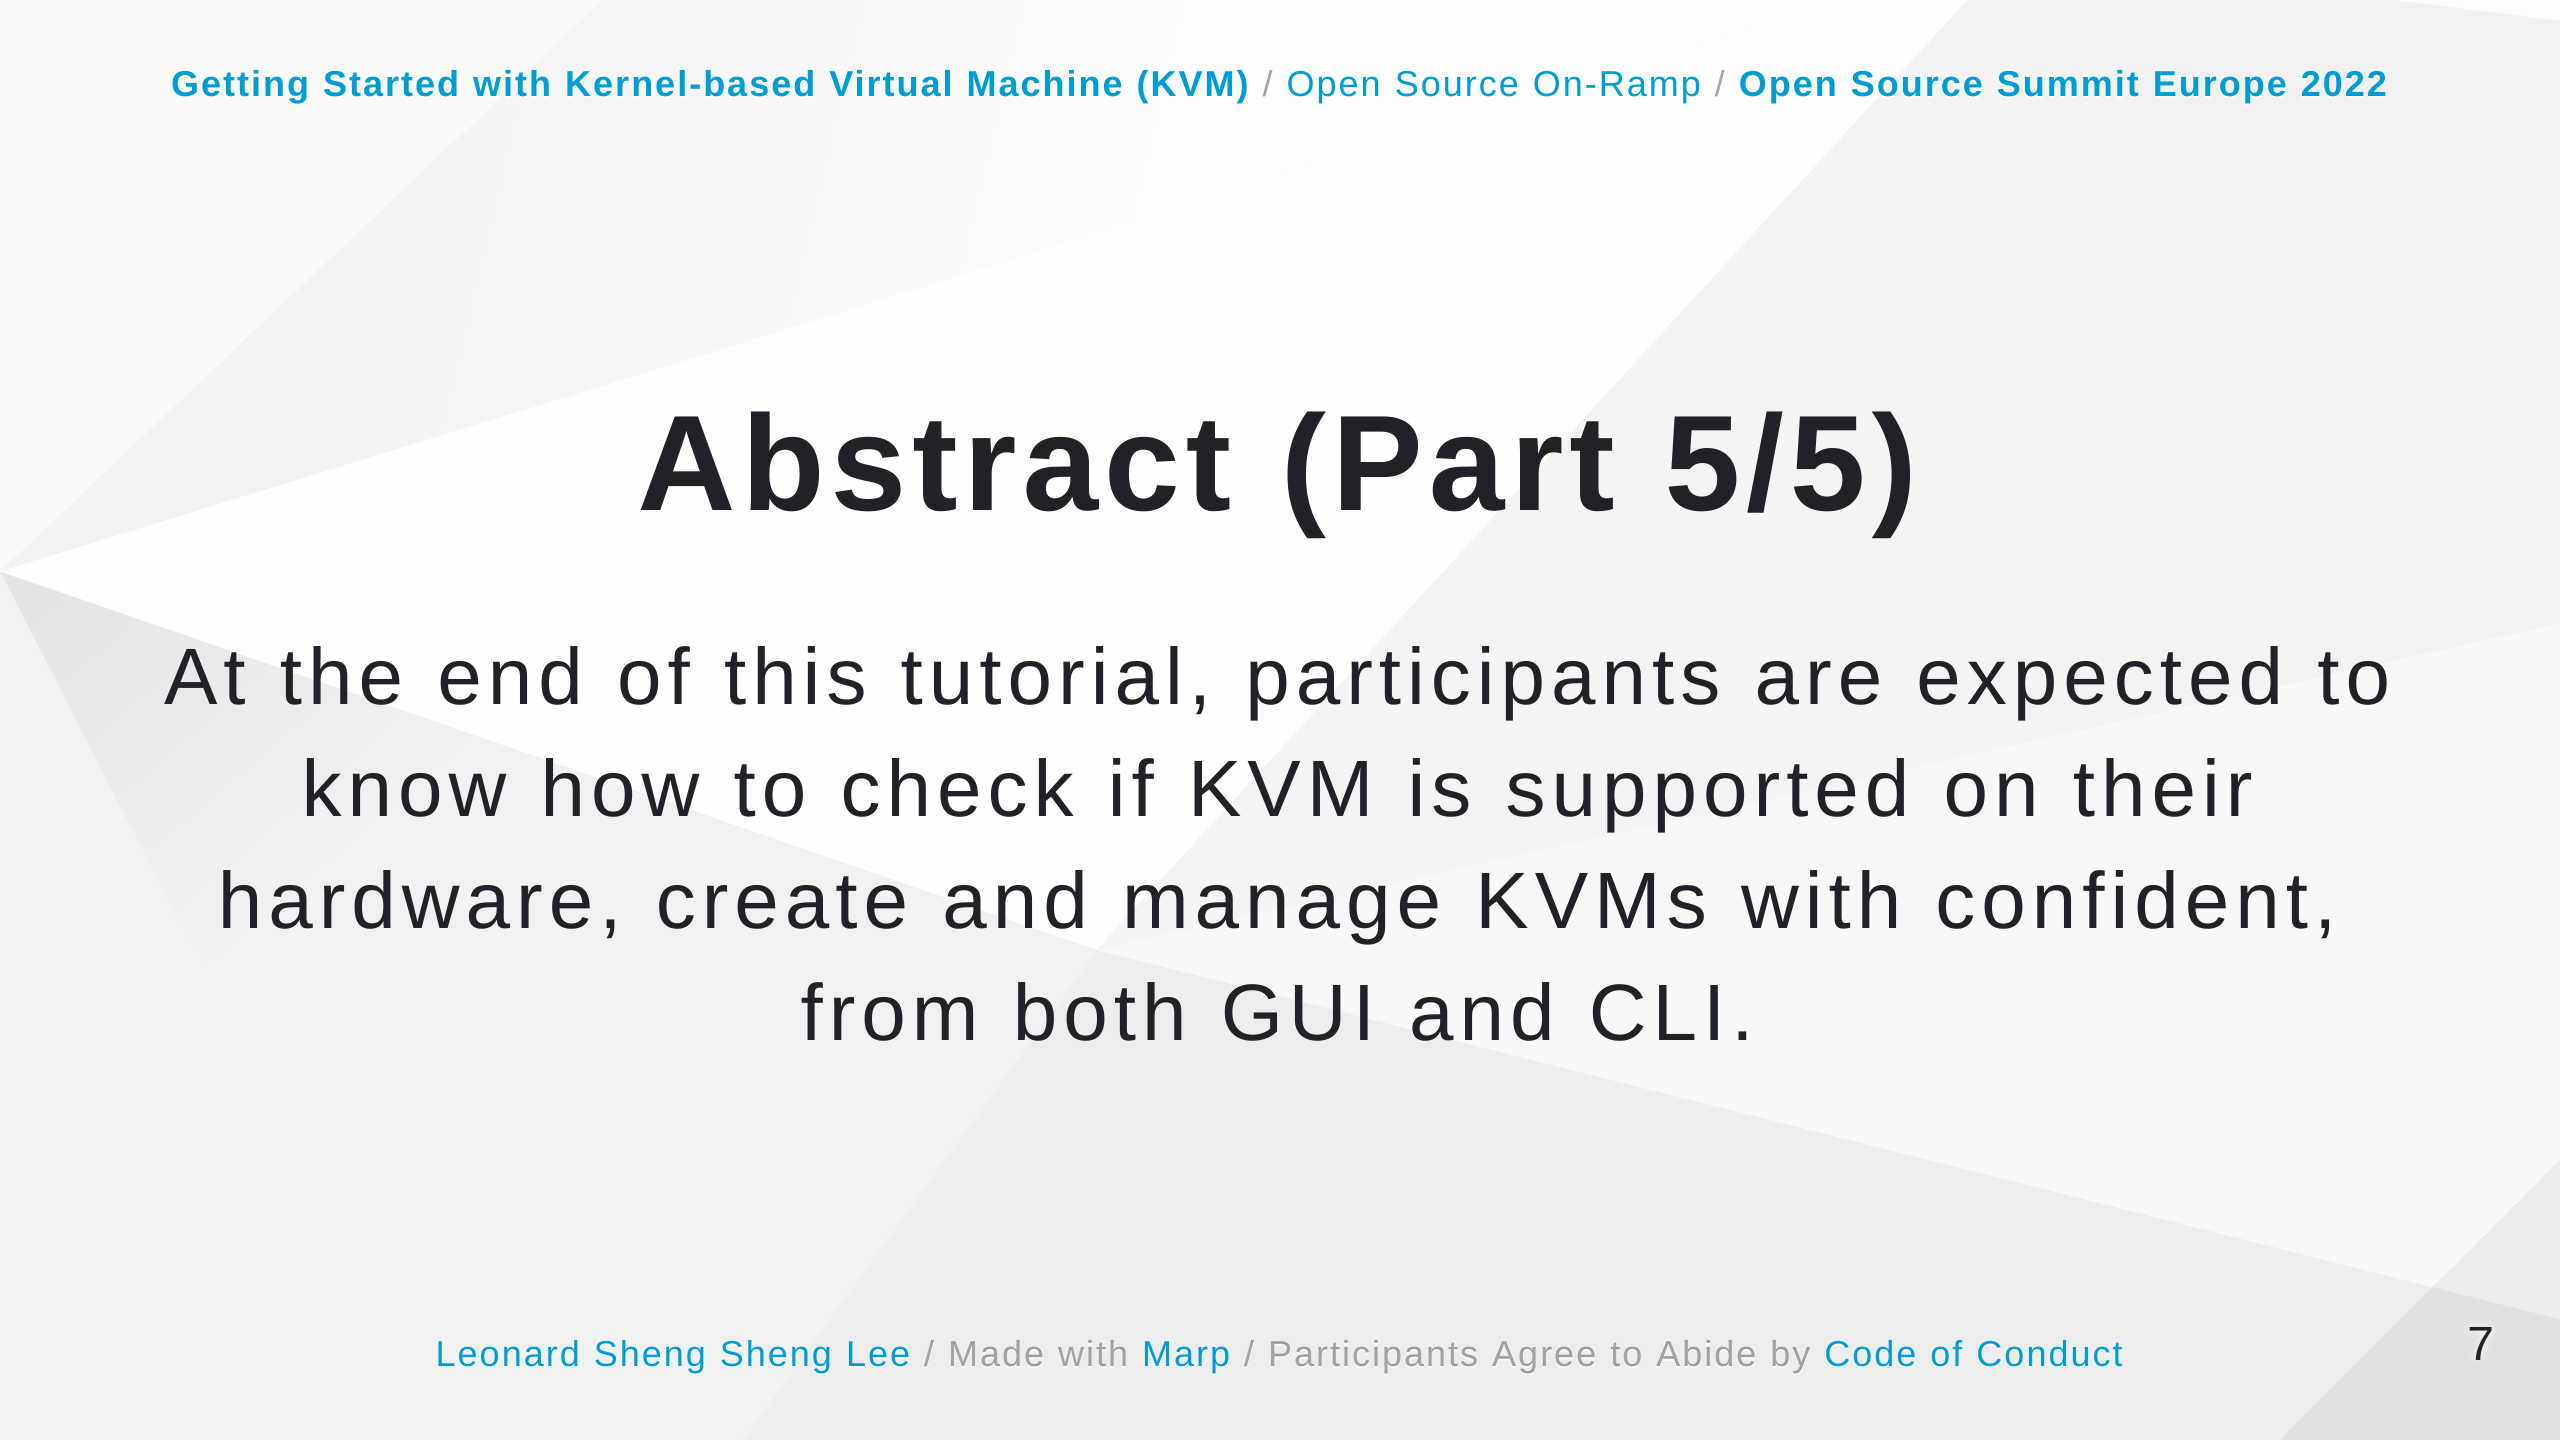 Getting Started with Kernel-based Virtual Machine (KVM) / Open Source On-Ramp / Open Source Summit Europe 2022
Abstract (Part 5/5)
At the end of this tutorial, participants are expected to
know how to check if KVM is supported on their
hardware, create and manage KVMs with confident,
from both GUI and CLI.
Leonard Sheng Sheng Lee / Made with Marp / Participants Agree to Abide by Code of Conduct
7